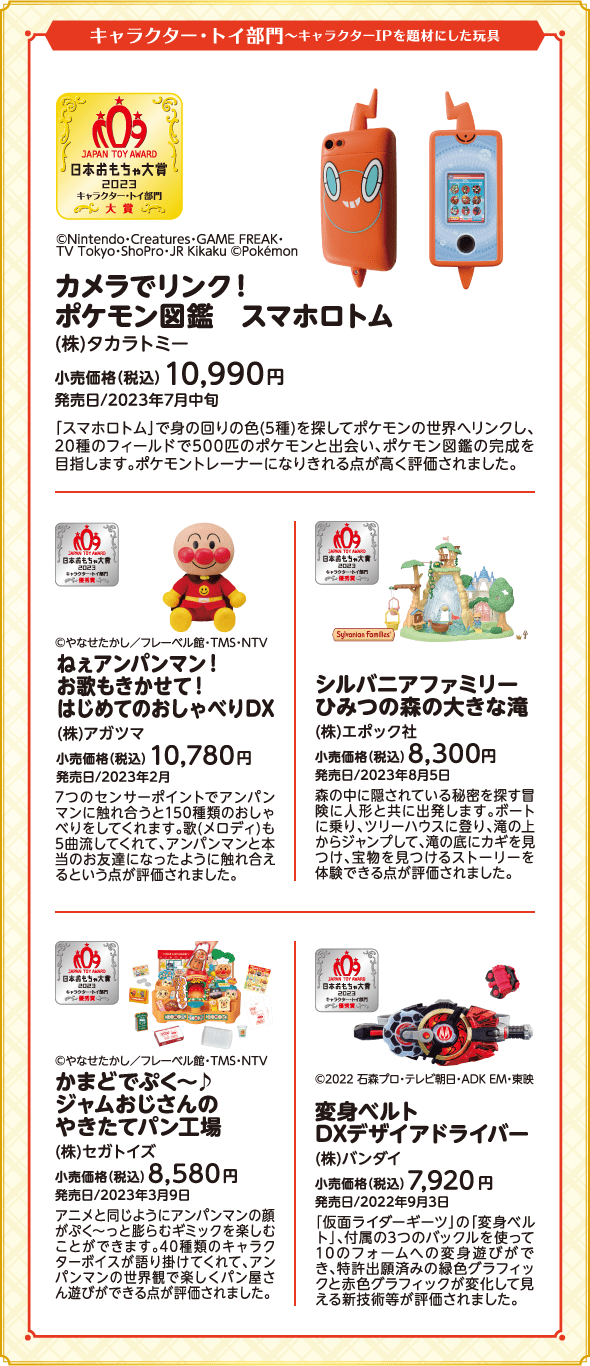 キャラクター・トイ部門～キャラクターIPを題材にした玩具
JAPAN TOY AWARD
日本おもちゃ大賞
2023
キャラクター・トイ部門
大賞
©Nintendo・Creatures・GAME FREAK・
TV Tokyo・ShoPro・JR Kikaku ©Pokémon
カメラでリンク！
ポケモン図鑑　スマホロトム
(株)タカラトミー
小売価格(税込) 10,990円
発売日/2023年7月中旬
「スマホロトム」で身の回りの色(5種)を探してポケモンの世界へリンクし、
20種のフィールドで500匹のポケモンと出会い、ポケモン図鑑の完成を
目指します。ポケモントレーナーになりきれる点が高く評価されました。
JAPAN TOY AWARD
日本おもちゃ大賞
2023
キャラクター・トイ部門
優秀賞
©やなせたかし／フレーベル館・TMS・NTV
ねぇアンパンマン！
お歌もきかせて！
はじめてのおしゃべりDX
(株)アガツマ
小売価格(税込) 10,780円
発売日/2023年2月
7つのセンサーポイントでアンパン
マンに触れ合うと150種類のおしゃ
べりをしてくれます。歌(メロディ)も
5曲流してくれて、アンパンマンと本
当のお友達になったように触れ合え
るという点が評価されました。
JAPAN TOY AWARD
日本おもちゃ大賞
2023
キャラクター・トイ部門
優秀賞
Sylvanian Families
シルバニアファミリー
ひみつの森の大きな滝
(株)エポック社
小売価格(税込) 8,300円
発売日/2023年8月5日
森の中に隠されている秘密を探す冒
険に人形と共に出発します。ボート
に乗り、ツリーハウスに登り、滝の上
からジャンプして、滝の底にカギを見
つけ、宝物を見つけるストーリーを
体験できる点が評価されました。
JAPAN TOY AWARD
日本おもちゃ大賞
2023
キャラクター・トイ部門
優秀賞
©やなせたかし／フレーベル館・TMS・NTV
かまどでぷく～♪
ジャムおじさんの
やきたてパン工場
(株)セガトイズ
小売価格(税込) 8,580円
発売日/2023年3月9日
アニメと同じようにアンパンマンの顔
がぷく～っと膨らむギミックを楽しむ
ことができます。40種類のキャラク
ターボイスが語り掛けてくれて、アン
パンマンの世界観で楽しくパン屋さ
ん遊びができる点が評価されました。
JAPAN TOY AWARD
日本おもちゃ大賞
2023
キャラクター・トイ部門
優秀賞
©2022 石森プロ・テレビ朝日・ADK EM・東映
変身ベルト
DXデザイアドライバー
(株)バンダイ
小売価格(税込) 7,920円
発売日/2022年9月3日
「仮面ライダーギーツ」の「変身ベル
ト」、付属の3つのバックルを使って
10のフォームへの変身遊びがで
き、特許出願済みの緑色グラフィッ
クと赤色グラフィックが変化して見
える新技術等が評価されました。